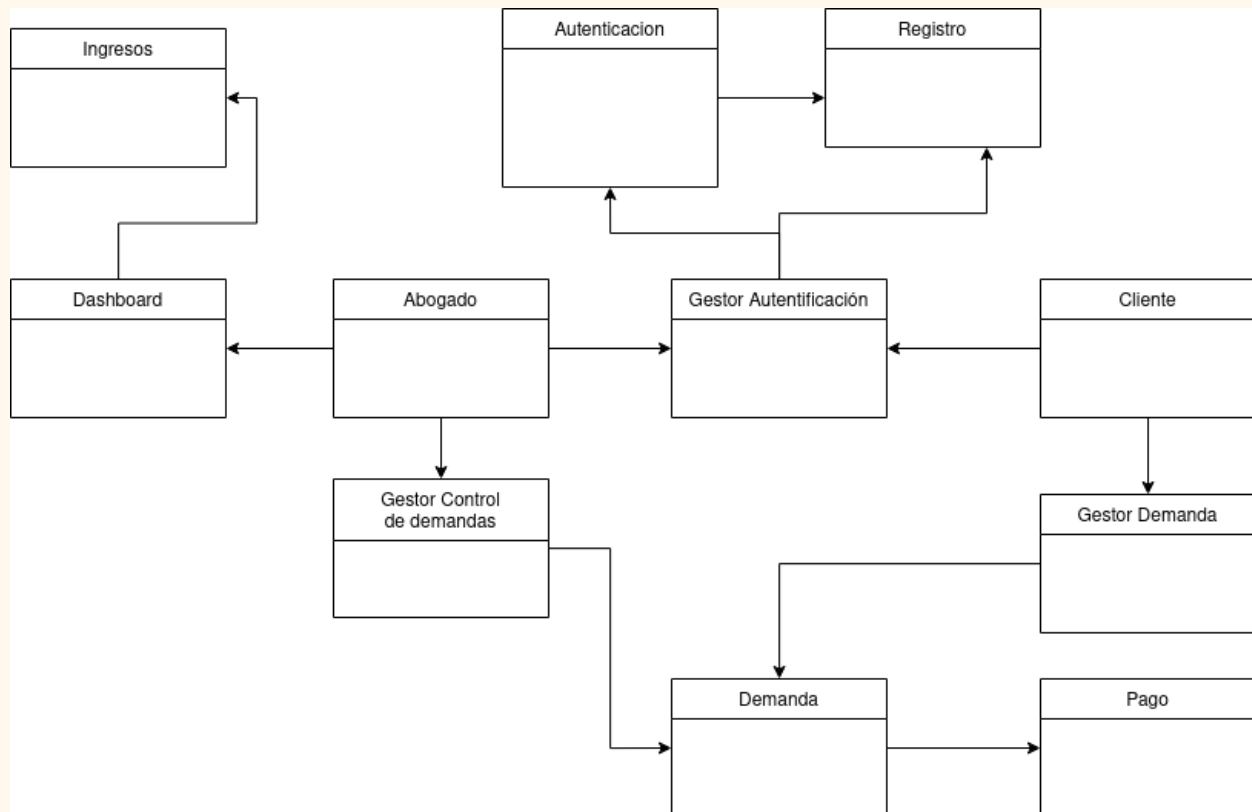 Ingresos
Autenticacion
Registro
Dashboard
Abogado
Gestor Autentificación
Cliente
Gestor Control
de demandas
Gestor Demanda
Demanda
Pago